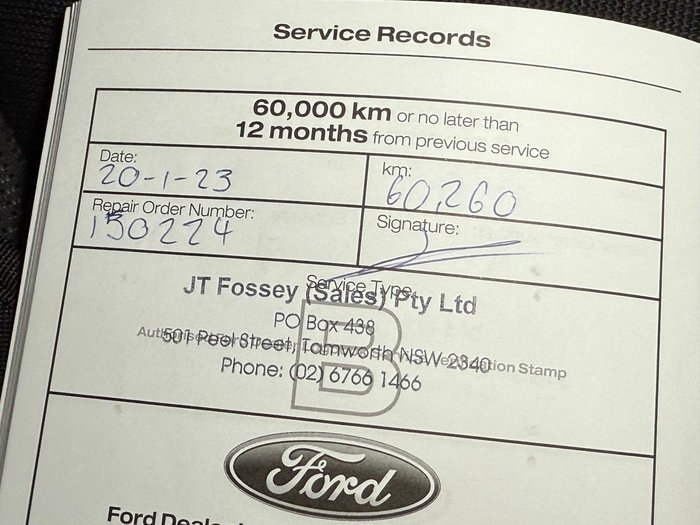 Service Records
60,000 km or no later than
12 months from previous service
Date:
20-1-23
km:
60,260
Repair Order Number:
150224
Signature:
Service Type
JT Fossey (Sales) Pty Ltd
PO Box 438
501 Peel Street, Tamworth NSW 2340
Phone: (02) 6766 1466
B
Stamp
Ford
Ford